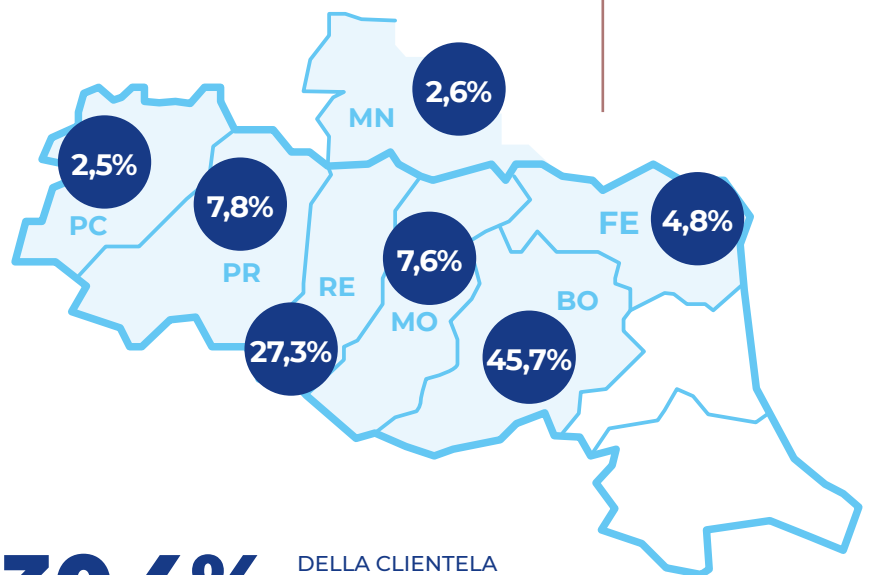 2,6%
MN
2,5%
PC
7,8%
PR
FE
4,8%
7,6%
MO
RE
27,3%
BO
45,7%
DELLA CLIENTELA